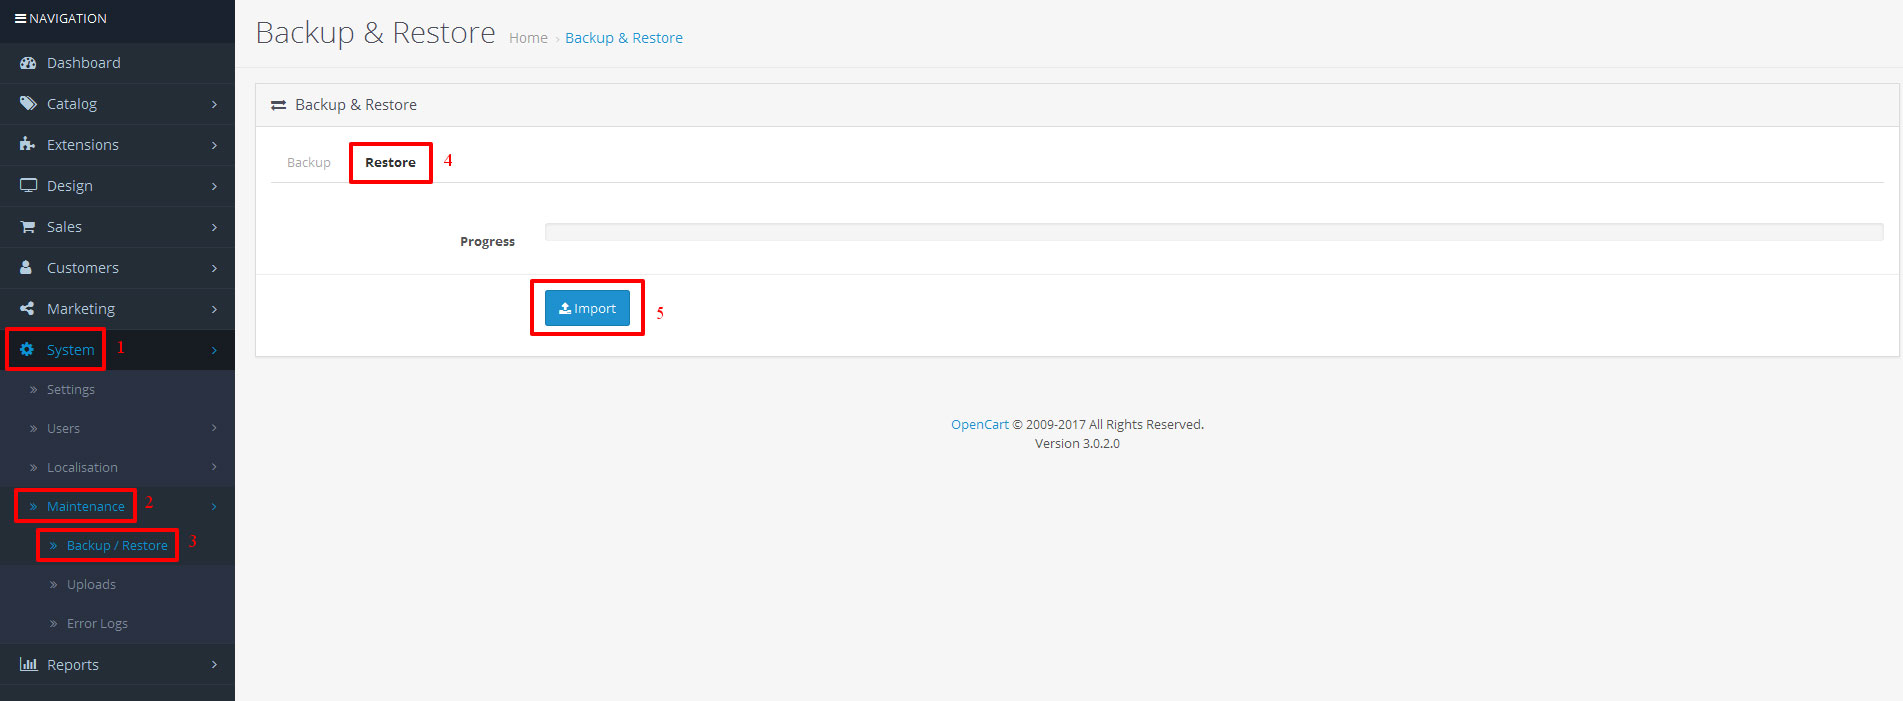 NAVIGATION
Dashboard
Catalog
Extensions
Design
Sales
Customers
Marketing
System 1
Settings
Users
Localisation
Maintenance 2
Backup / Restore 3
Uploads
Error Logs
Reports
Backup & Restore Home › Backup & Restore
Backup & Restore
Backup Restore 4
Progress
Import 5
OpenCart © 2009-2017 All Rights Reserved.
Version 3.0.2.0